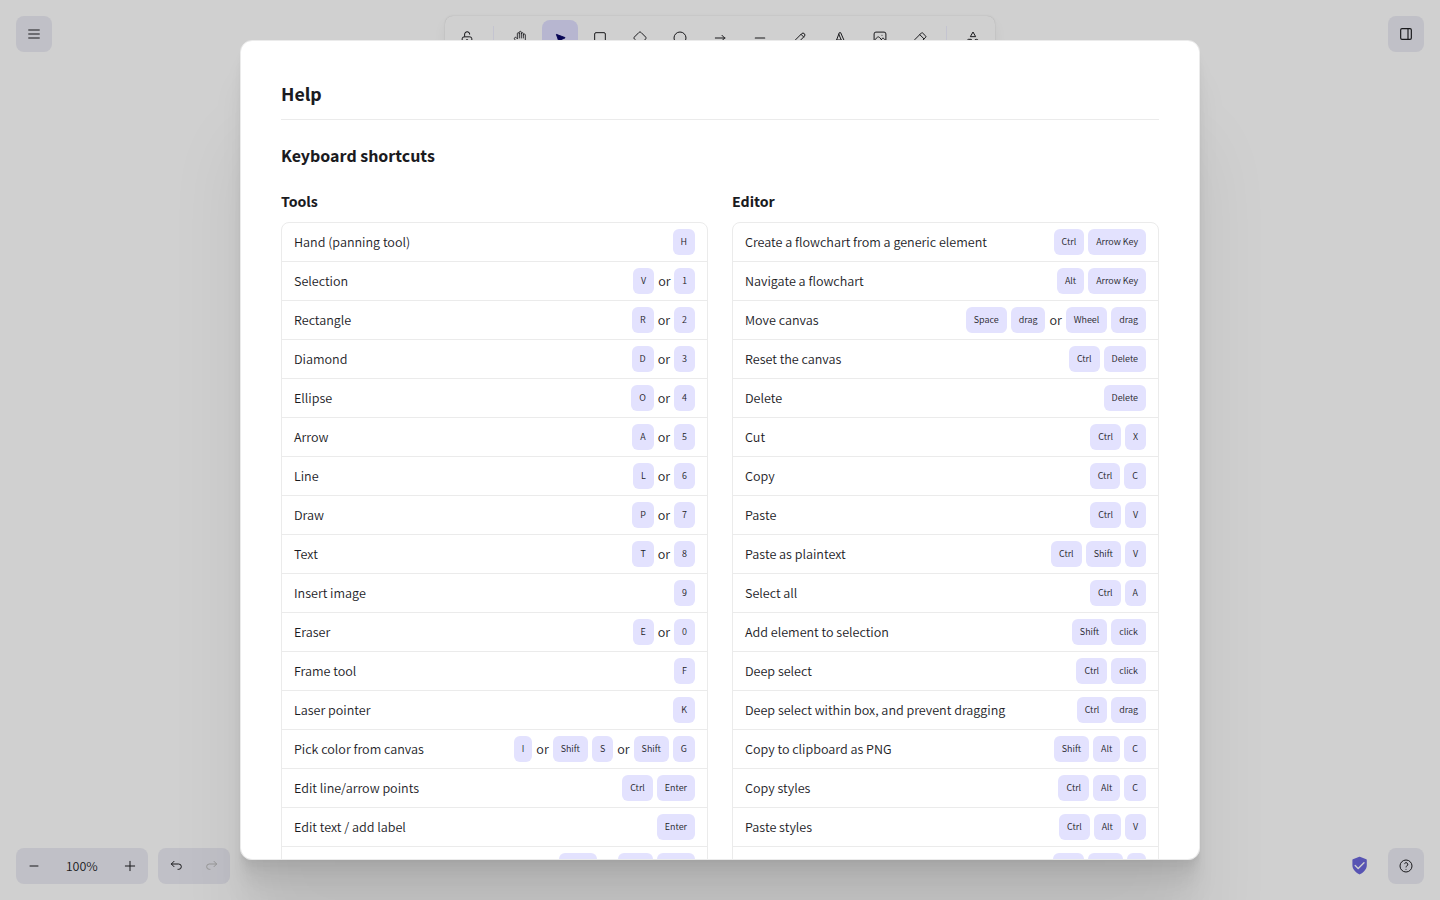 Help
Keyboard shortcuts
Tools
Hand (panning tool) H
Selection V or 1
Rectangle R or 2
Diamond D or 3
Ellipse O or 4
Arrow A or 5
Line L or 6
Draw P or 7
Text T or 8
Insert image 9
Eraser E or 0
Frame tool F
Laser pointer K
Pick color from canvas I or Shift S or Shift G
Edit line/arrow points Ctrl Enter
Edit text / add label Enter
Editor
Create a flowchart from a generic element Ctrl Arrow Key
Navigate a flowchart Alt Arrow Key
Move canvas Space drag or Wheel drag
Reset the canvas Ctrl Delete
Delete Delete
Cut Ctrl X
Copy Ctrl C
Paste Ctrl V
Paste as plaintext Ctrl Shift V
Select all Ctrl A
Add element to selection Shift click
Deep select Ctrl click
Deep select within box, and prevent dragging Ctrl drag
Copy to clipboard as PNG Shift Alt C
Copy styles Ctrl Alt C
Paste styles Ctrl Alt V
100%